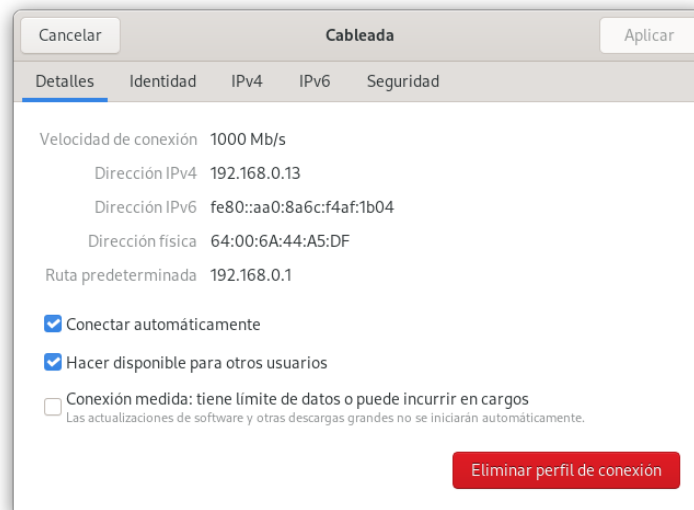 Cancelar Cableada Aplicar
Detalles Identidad IPv4 IPv6 Seguridad
Velocidad de conexión 1000 Mb/s
Dirección IPv4 192.168.0.13
Dirección IPv6 fe80::aa0:8a6c:f4af:1b04
Dirección física 64:00:6A:44:A5:DF
Ruta predeterminada 192.168.0.1
Conectar automáticamente
Hacer disponible para otros usuarios
Conexión medida: tiene límite de datos o puede incurrir en cargos
Las actualizaciones de software y otras descargas grandes no se iniciarán automáticamente.
Eliminar perfil de conexión